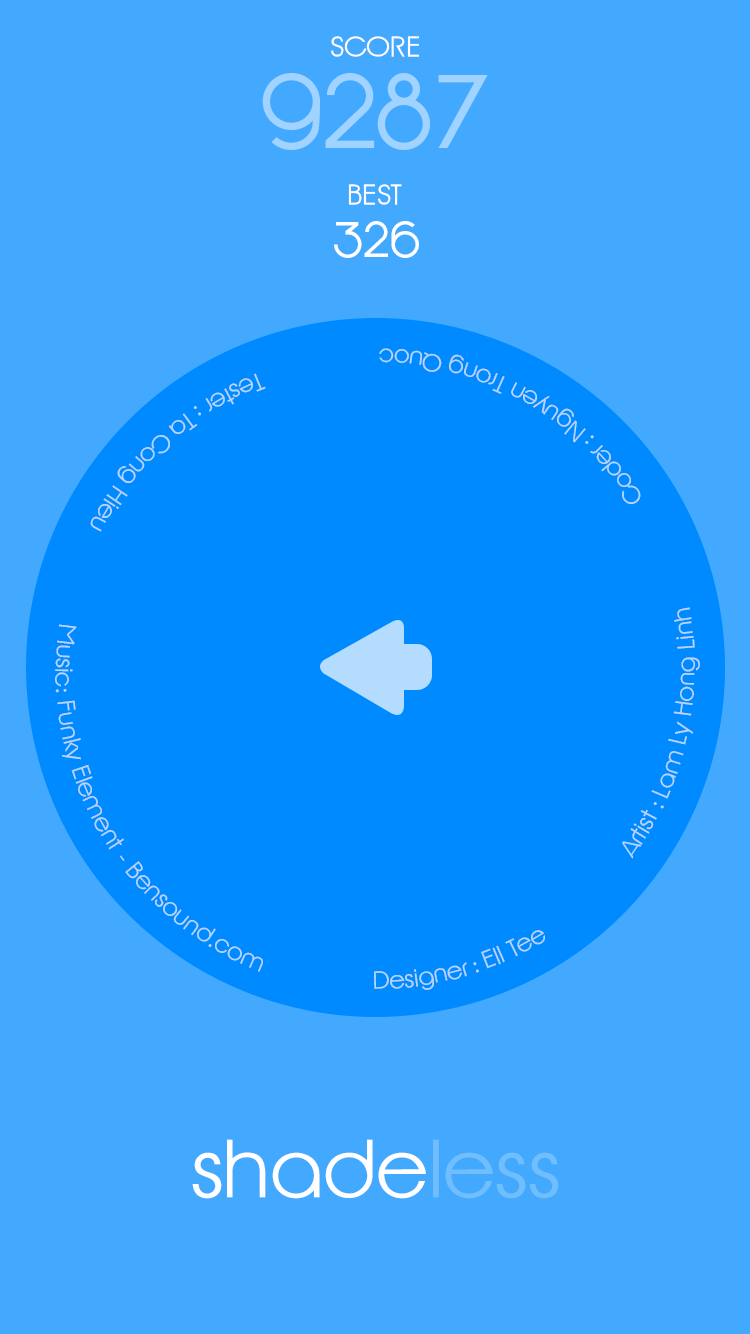 SCORE
9287
BEST
326
Tester : Ta Cong Hieu
Coder : Nguyen Trong Quoc
Music: Funky Element - Bensound.com
Artist : Lam Ly Hong Linh
Designer : Ell Tee
shadeless